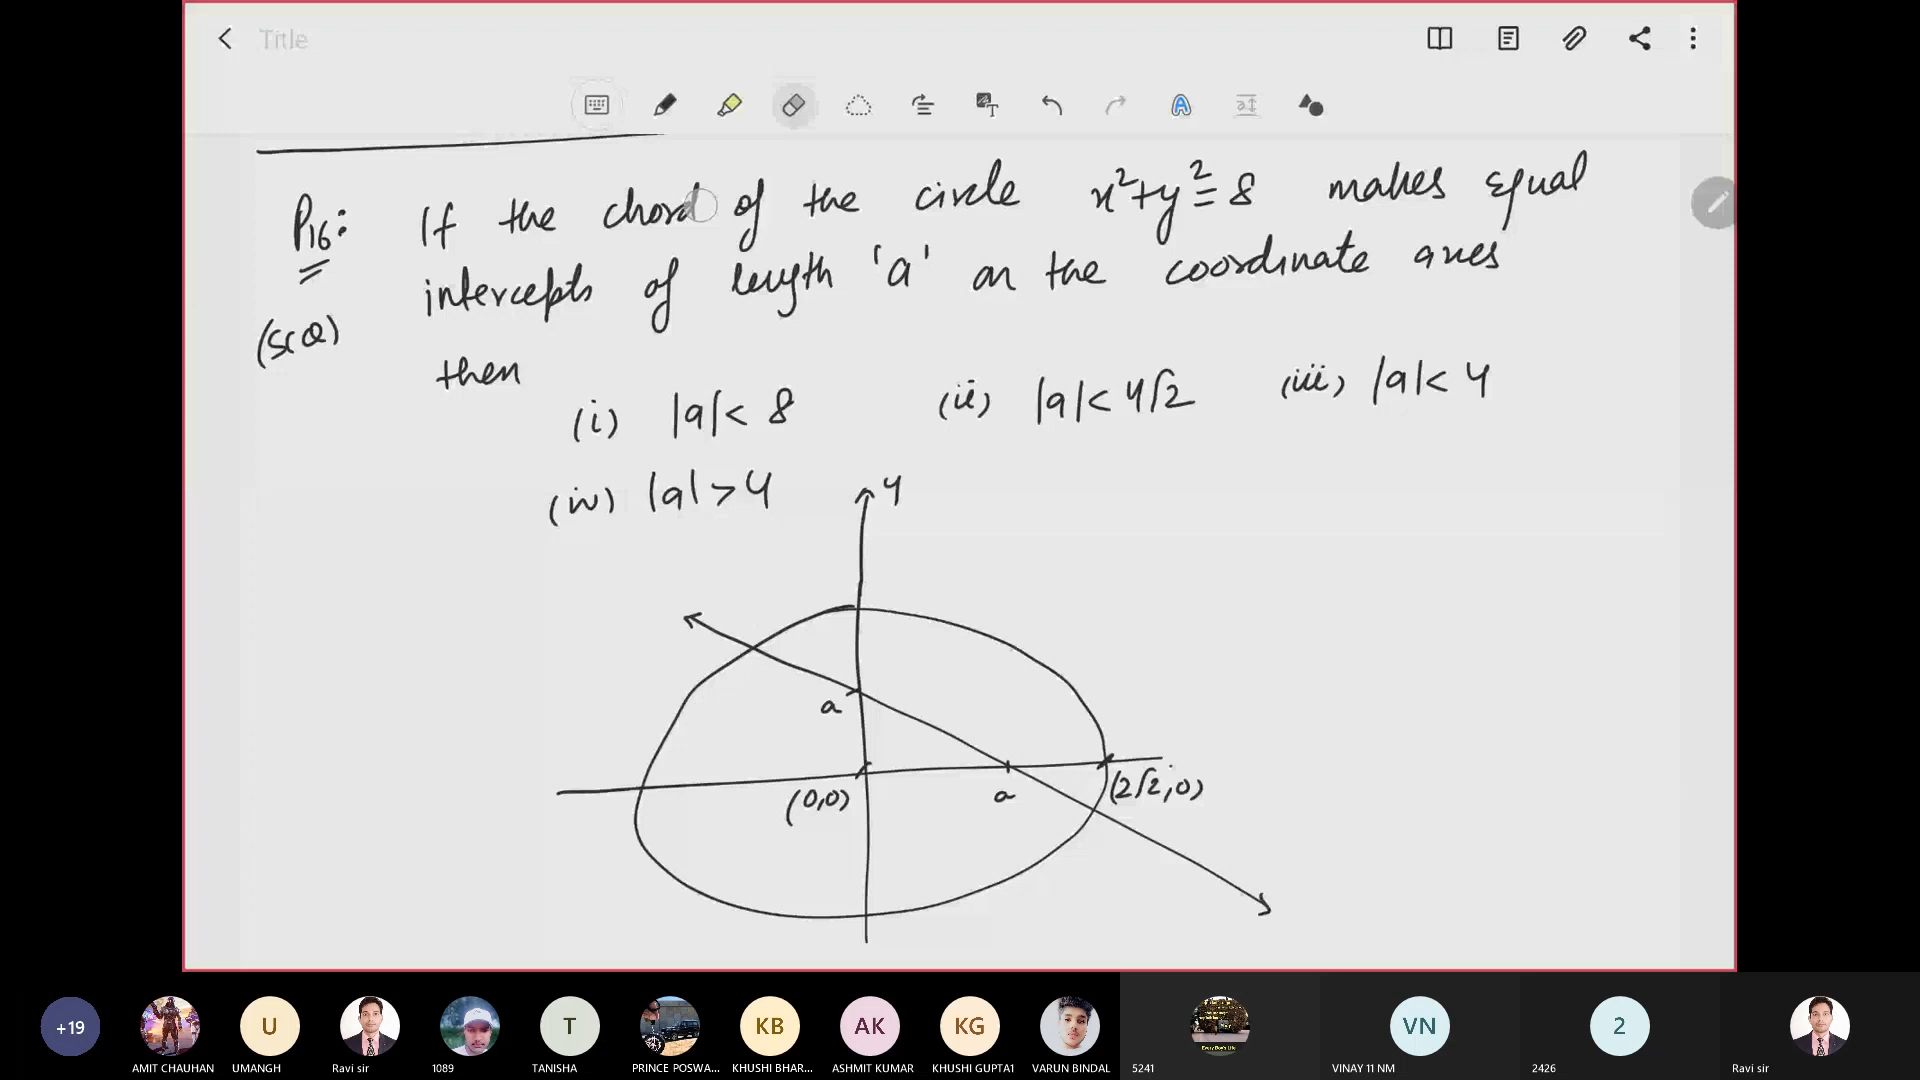 Title
P16: If the chord of the circle x²+y²=8 makes equal
intercepts of length 'a' on the coordinate axes
(SCQ)
then
(i) |a|< 8 (ii) |a|< 4√2 (iii) |a|< 4
(iv) |a|>4
y
a
(0,0) a (2√2,0)
+19 U T KB AK KG VN 2
AMIT CHAUHAN UMANGH Ravi sir 1089 TANISHA PRINCE POSWA... KHUSHI BHAR... ASHMIT KUMAR KHUSHI GUPTA1 VARUN BINDAL 5241 VINAY 11 NM 2426 Ravi sir